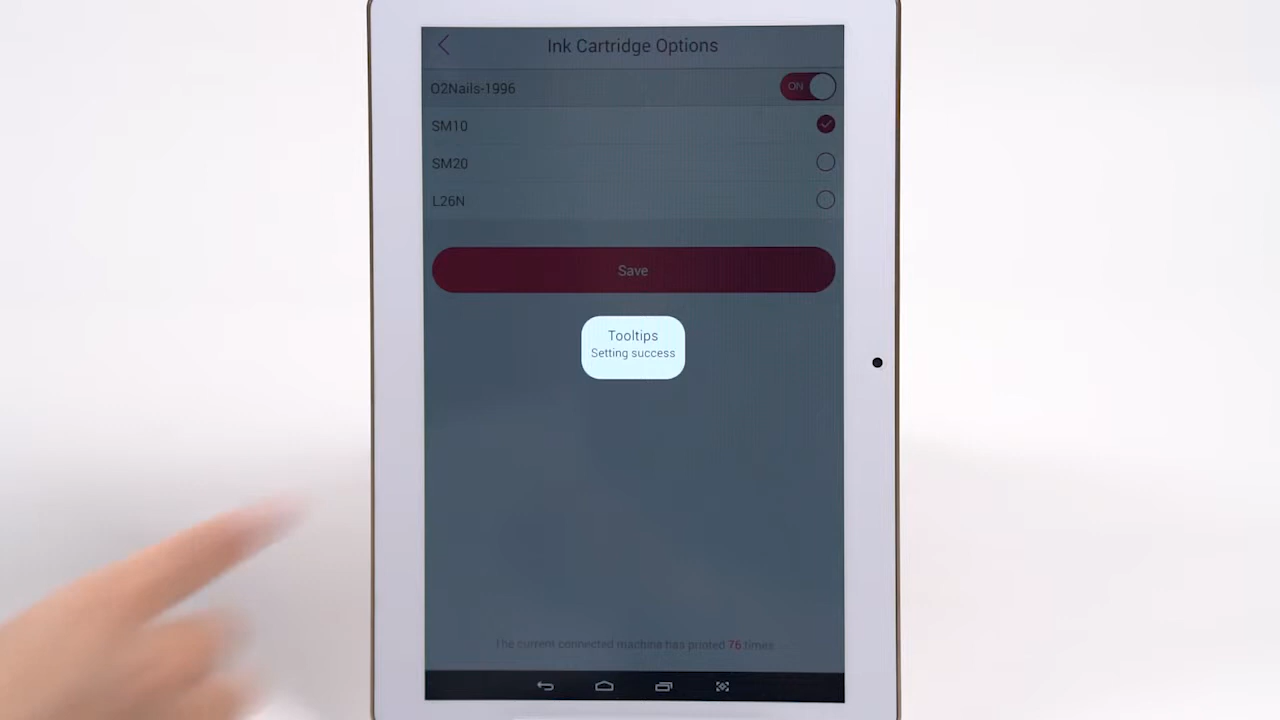 Ink Cartridge Options
O2Nails-1996
ON
SM10
SM20
L26N
Save
Tooltips
Setting success
The current connected machine has printed 76 times